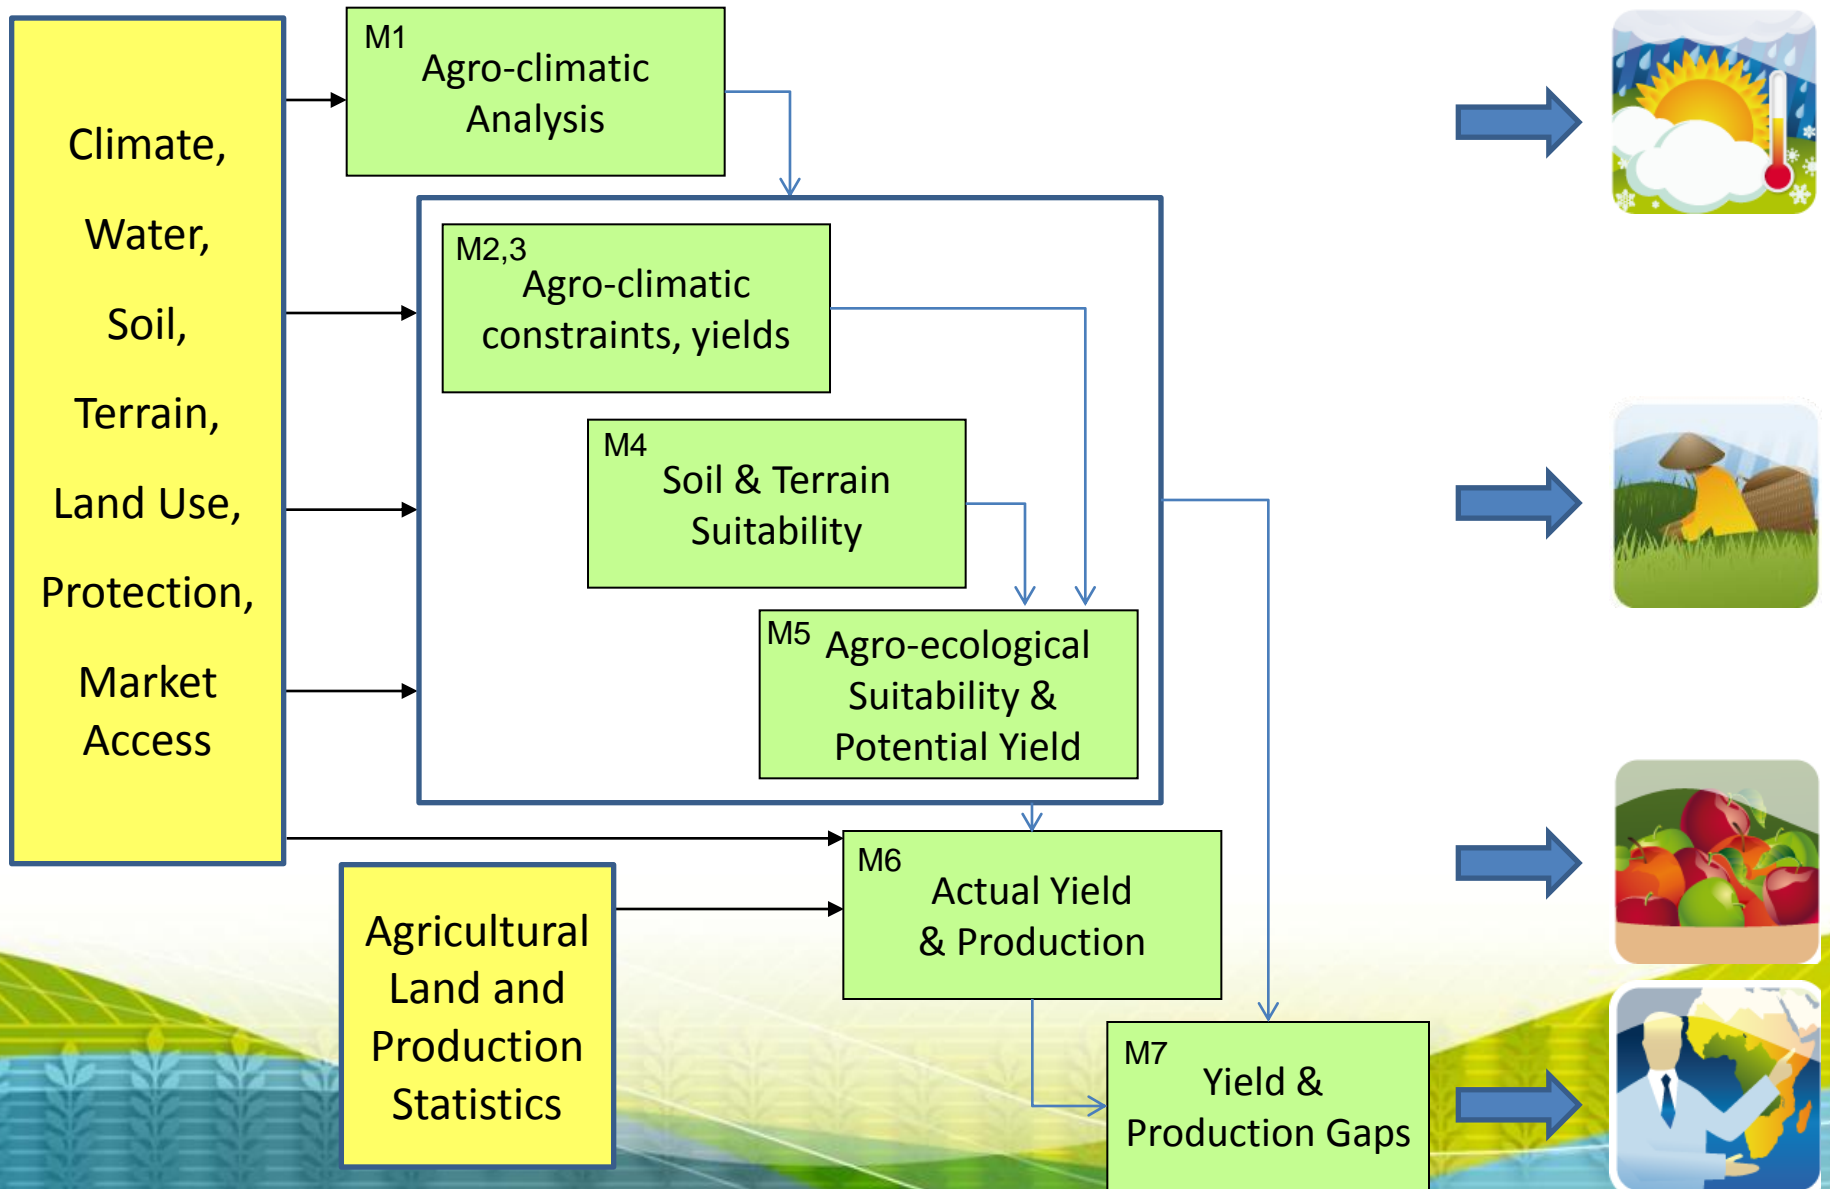 Climate,
Water,
Soil,
Terrain,
Land Use,
Protection,
Market
Access
M1
Agro-climatic
Analysis
M2,3
Agro-climatic
constraints, yields
M4
Soil & Terrain
Suitability
M5
Agro-ecological
Suitability &
Potential Yield
M6
Actual Yield
& Production
Agricultural
Land and
Production
Statistics
M7
Yield &
Production Gaps